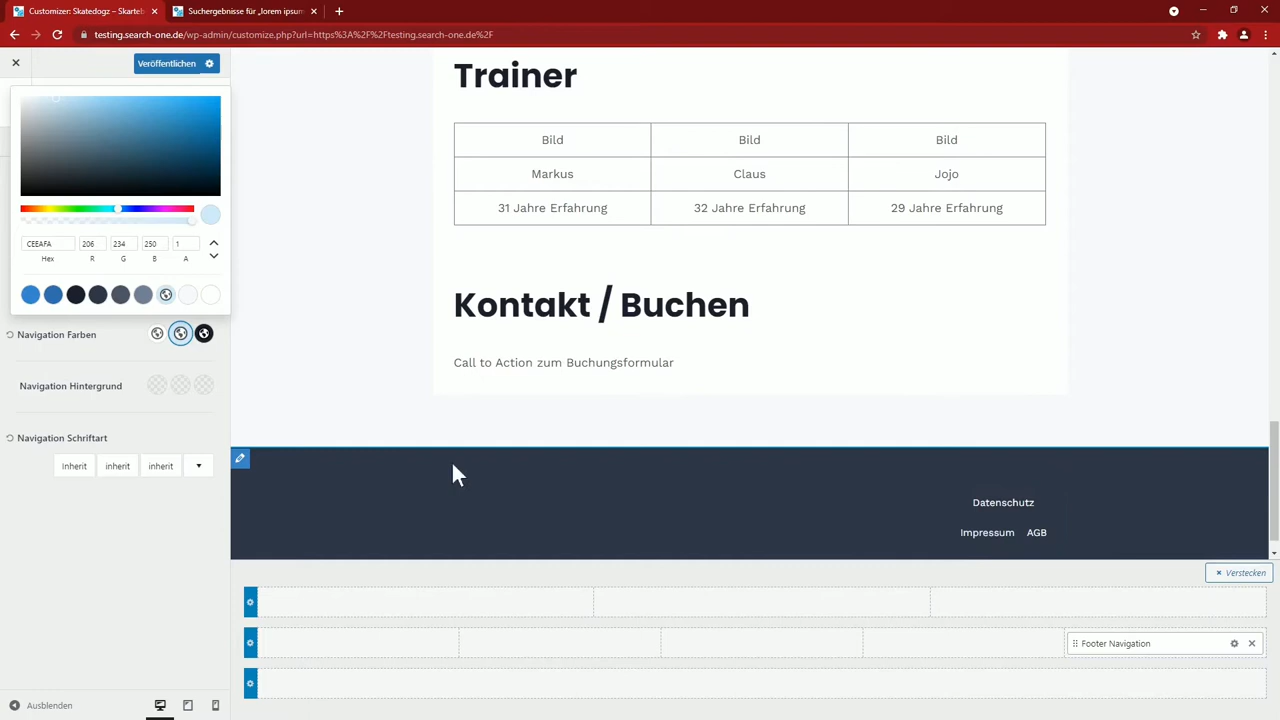 Customizer: Skatedogz – Skarteb
Suchergebnisse für „lorem ipsum
testing.search-one.de/wp-admin/customize.php?url=https%3A%2F%2Ftesting.search-one.de%2F
Veröffentlichen
CEEAFA 206 234 250 1
Hex R G B A
Navigation Farben
Navigation Hintergrund
Navigation Schriftart
Inherit inherit inherit
Ausblenden
Trainer
Bild Bild Bild
Markus Claus Jojo
31 Jahre Erfahrung 32 Jahre Erfahrung 29 Jahre Erfahrung
Kontakt / Buchen
Call to Action zum Buchungsformular
Datenschutz
Impressum AGB
Verstecken
Footer Navigation